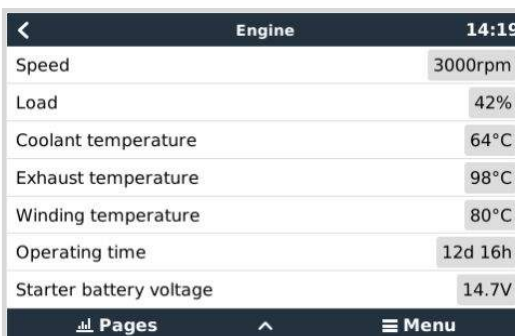 Engine 14:19
Speed 3000rpm
Load 42%
Coolant temperature 64°C
Exhaust temperature 98°C
Winding temperature 80°C
Operating time 12d 16h
Starter battery voltage 14.7V
Pages Menu